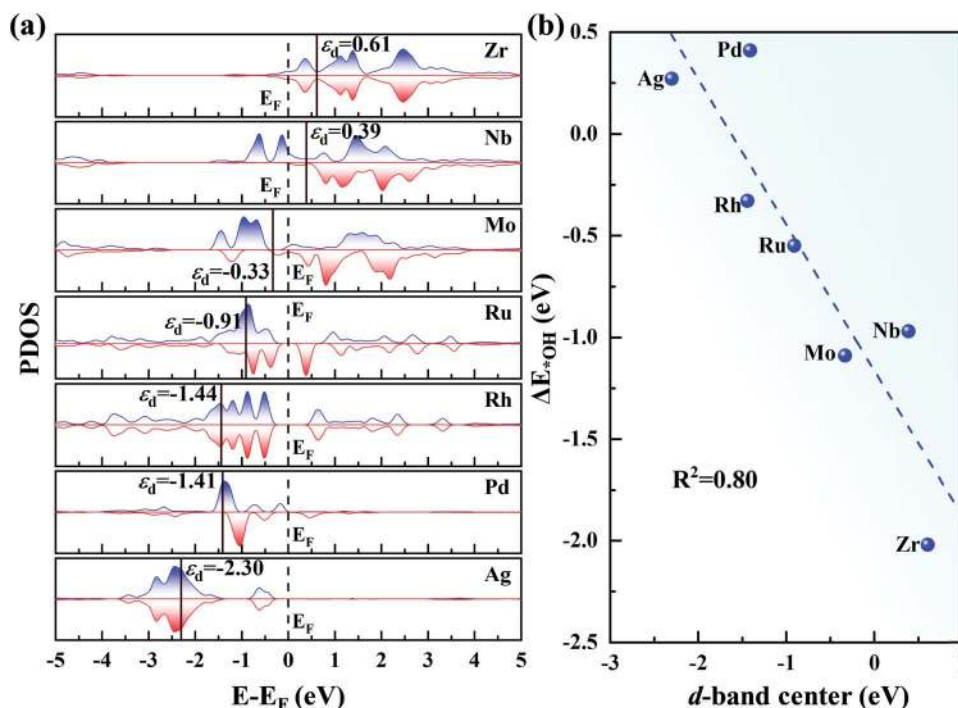 (a)
PDOS
εd=0.61
Zr
EF
εd=0.39
Nb
EF
Mo
εd=-0.33
EF
EF
εd=-0.91
Ru
εd=-1.44
Rh
EF
εd=-1.41
Pd
EF
εd=-2.30
Ag
EF
-5 -4 -3 -2 -1 0 1 2 3 4 5
E-EF (eV)
(b)
ΔE*OH (eV)
0.5
0.0
-0.5
-1.0
-1.5
-2.0
-2.5
Pd
Ag
Rh
Ru
Nb
Mo
R²=0.80
Zr
-3 -2 -1 0 1
d-band center (eV)